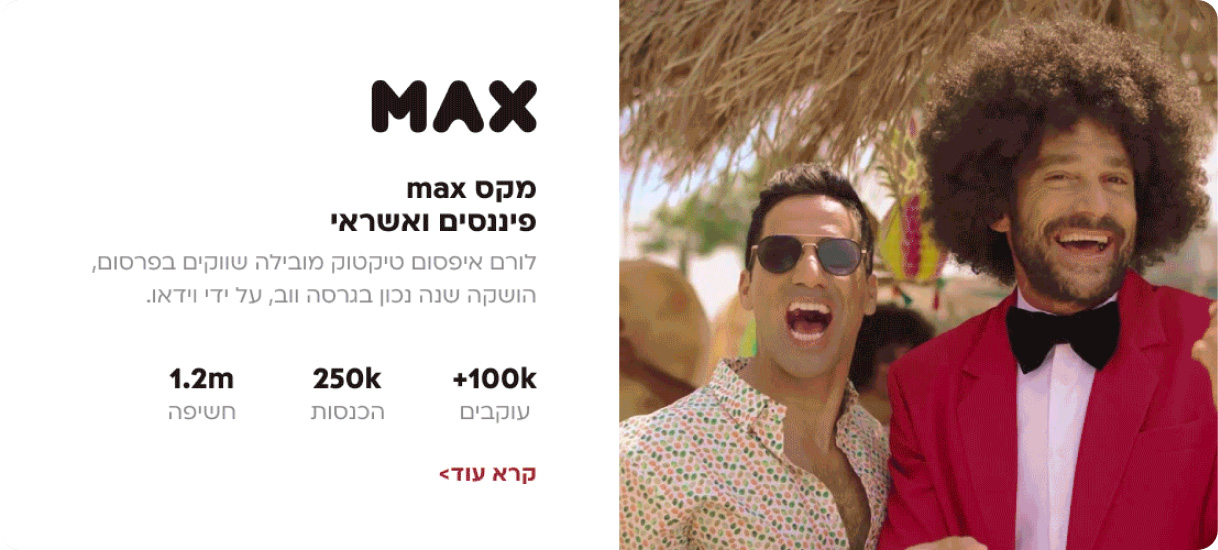 MAX
מקס max
פיננסים ואשראי
לורם איפסום טיקטוק מובילה שווקים בפרסום,
הושקה שנה נכון בגרסה ווב, על ידי וידאו.
+100k 250k 1.2m
עוקבים הכנסות חשיפה
קרא עוד>